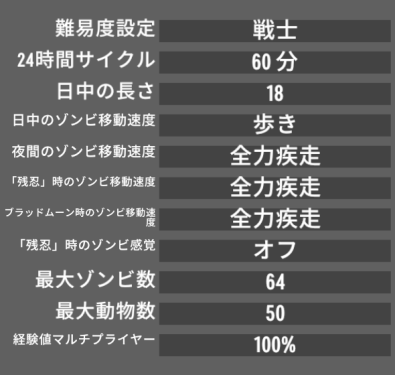 難易度設定 戦士
24時間サイクル 60 分
日中の長さ 18
日中のゾンビ移動速度 歩き
夜間のゾンビ移動速度 全力疾走
「残忍」時のゾンビ移動速度 全力疾走
ブラッドムーン時のゾンビ移動速
度 全力疾走
「残忍」時のゾンビ感覚 オフ
最大ゾンビ数 64
最大動物数 50
経験値マルチプライヤー 100%